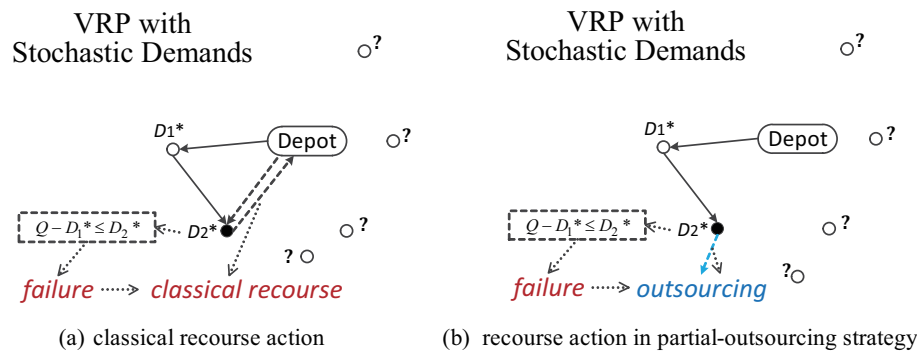 VRP with
Stochastic Demands
?
D1*
Depot
?
Q – D₁* ≤ D₂*
D2*
?
?
failure
classical recourse
(a) classical recourse action
VRP with
Stochastic Demands
?
D1*
Depot
?
Q – D₁* ≤ D₂*
D2*
?
?
failure
outsourcing
(b) recourse action in partial-outsourcing strategy